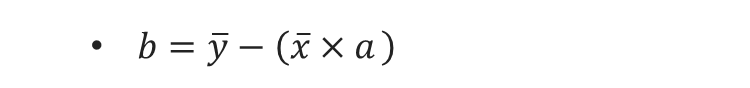 • b = ȳ − (x̄ × a)